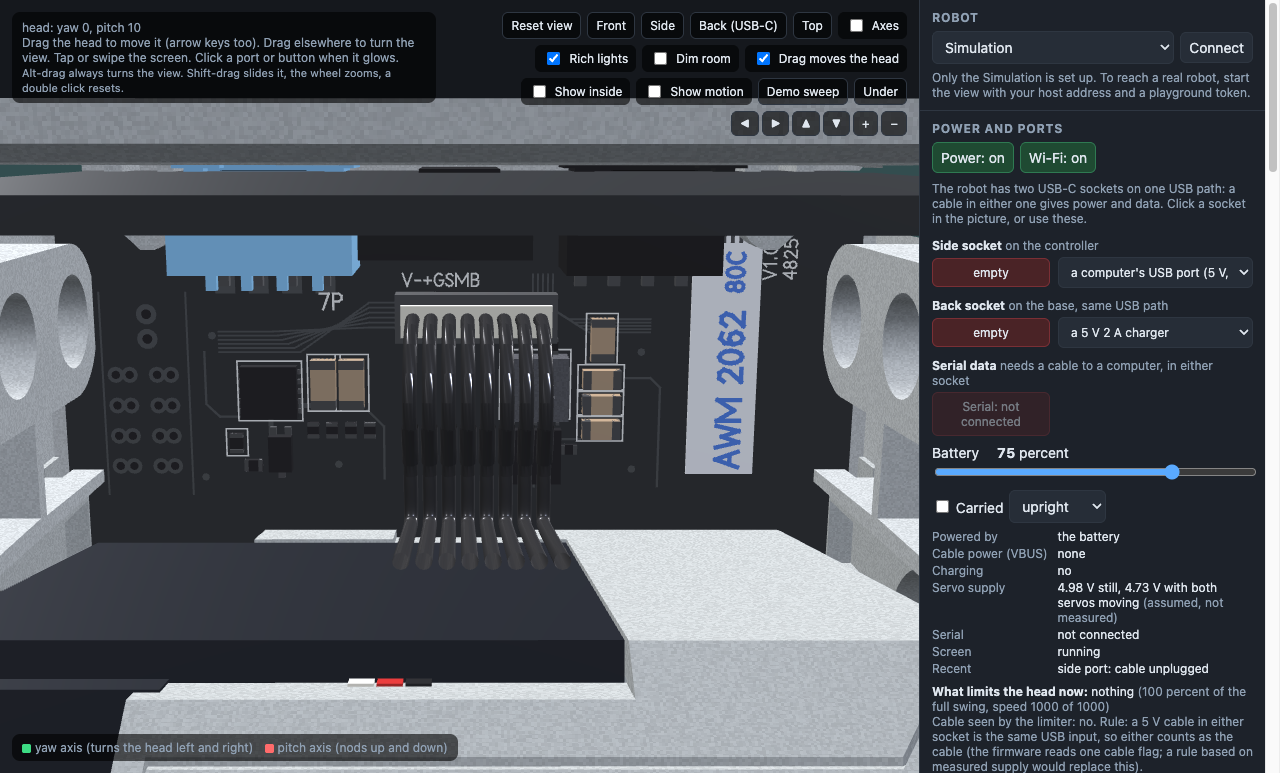 head: yaw 0, pitch 10
Drag the head to move it (arrow keys too). Drag elsewhere to turn the
view. Tap or swipe the screen. Click a port or button when it glows.
Alt-drag always turns the view. Shift-drag slides it, the wheel zooms, a
double click resets.
Reset view
Front
Side
Back (USB-C)
Top
Axes
Rich lights
Dim room
Drag moves the head
Show inside
Show motion
Demo sweep
Under
◀ ▶ ▲ ▼ + −
V-+GSMB
7P
AWM 2062 80C
4825
yaw axis (turns the head left and right)
pitch axis (nods up and down)
ROBOT
Simulation
Connect
Only the Simulation is set up. To reach a real robot, start
the view with your host address and a playground token.
POWER AND PORTS
Power: on
Wi-Fi: on
The robot has two USB-C sockets on one USB path: a
cable in either one gives power and data. Click a socket
in the picture, or use these.
Side socket on the controller
empty
a computer's USB port (5 V,
Back socket on the base, same USB path
empty
a 5 V 2 A charger
Serial data needs a cable to a computer, in either
socket
Serial: not
connected
Battery 75 percent
Carried
upright
Powered by the battery
Cable power (VBUS) none
Charging no
Servo supply 4.98 V still, 4.73 V with both
servos moving (assumed, not
measured)
Serial not connected
Screen running
Recent side port: cable unplugged
What limits the head now: nothing (100 percent of the
full swing, speed 1000 of 1000)
Cable seen by the limiter: no. Rule: a 5 V cable in either
socket is the same USB input, so either counts as the
cable (the firmware reads one cable flag; a rule based on
measured supply would replace this).